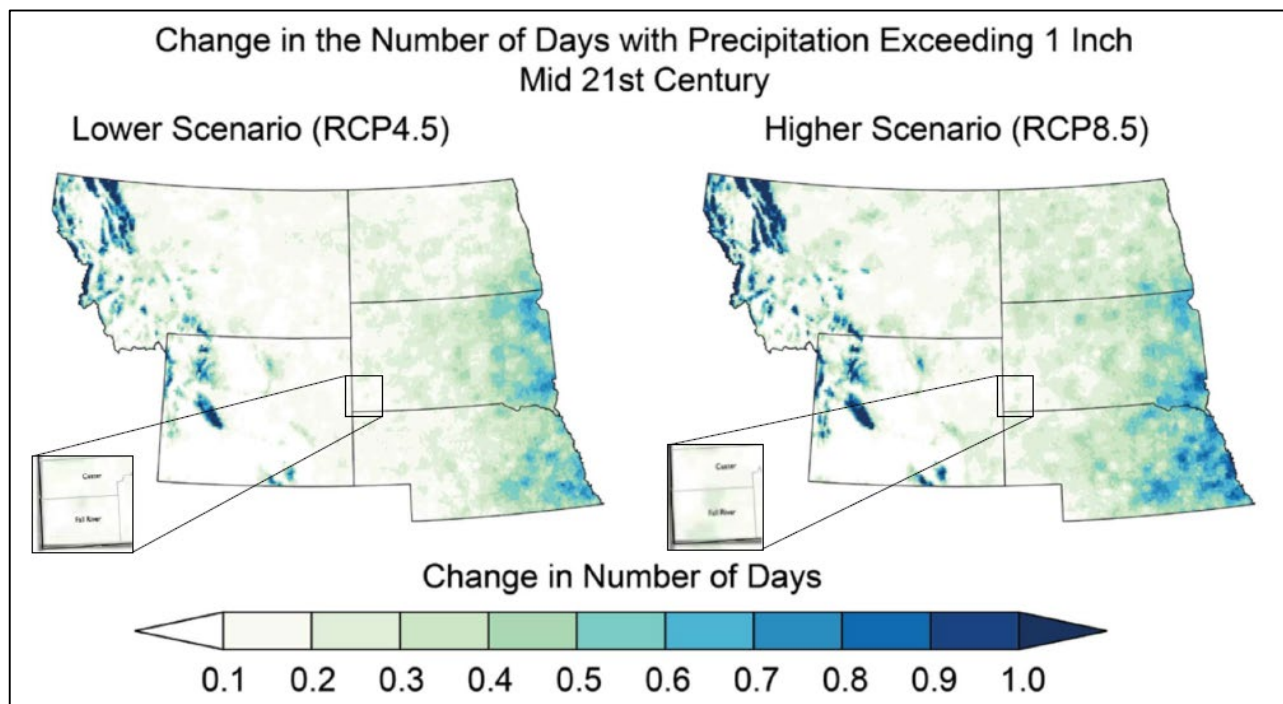 Change in the Number of Days with Precipitation Exceeding 1 Inch
Mid 21st Century
Lower Scenario (RCP4.5)
Higher Scenario (RCP8.5)
Custer
Fall River
Custer
Fall River
Change in Number of Days
0.1 0.2 0.3 0.4 0.5 0.6 0.7 0.8 0.9 1.0